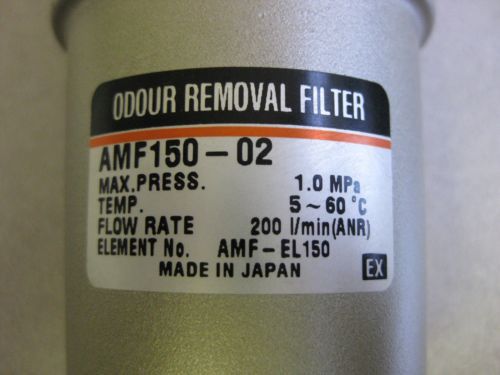 ODOUR REMOVAL FILTER
AMF150-02
MAX.PRESS. 1.0 MPa
TEMP. 5~60 °C
FLOW RATE 200 l/min(ANR)
ELEMENT No. AMF-EL150
MADE IN JAPAN EX